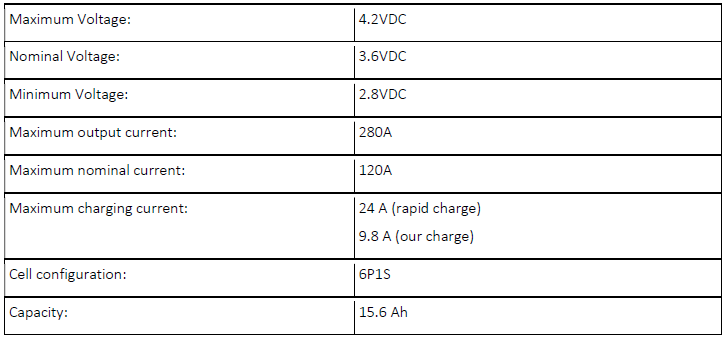 Maximum Voltage: 4.2VDC
Nominal Voltage: 3.6VDC
Minimum Voltage: 2.8VDC
Maximum output current: 280A
Maximum nominal current: 120A
Maximum charging current: 24 A (rapid charge)
9.8 A (our charge)
Cell configuration: 6P1S
Capacity: 15.6 Ah